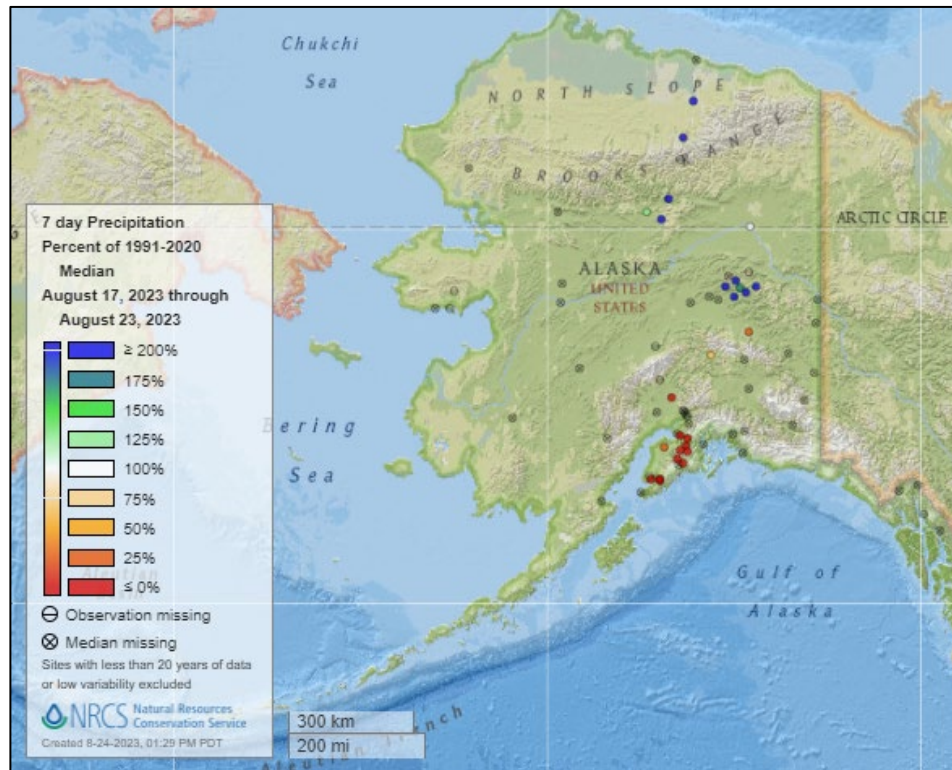 Chukchi
Sea
NORTH SLOPE
BROOKS RANGE
ARCTIC CIRCLE
ALASKA
UNITED
STATES
Bering
Sea
Gulf of
Alaska
Aleutian
Aleutian Trench
7 day Precipitation
Percent of 1991-2020
Median
August 17, 2023 through
August 23, 2023
≥ 200%
175%
150%
125%
100%
75%
50%
25%
≤ 0%
Observation missing
Median missing
Sites with less than 20 years of data
or low variability excluded
NRCS Natural Resources
Conservation Service
Created 8-24-2023, 01:29 PM PDT
300 km
200 mi